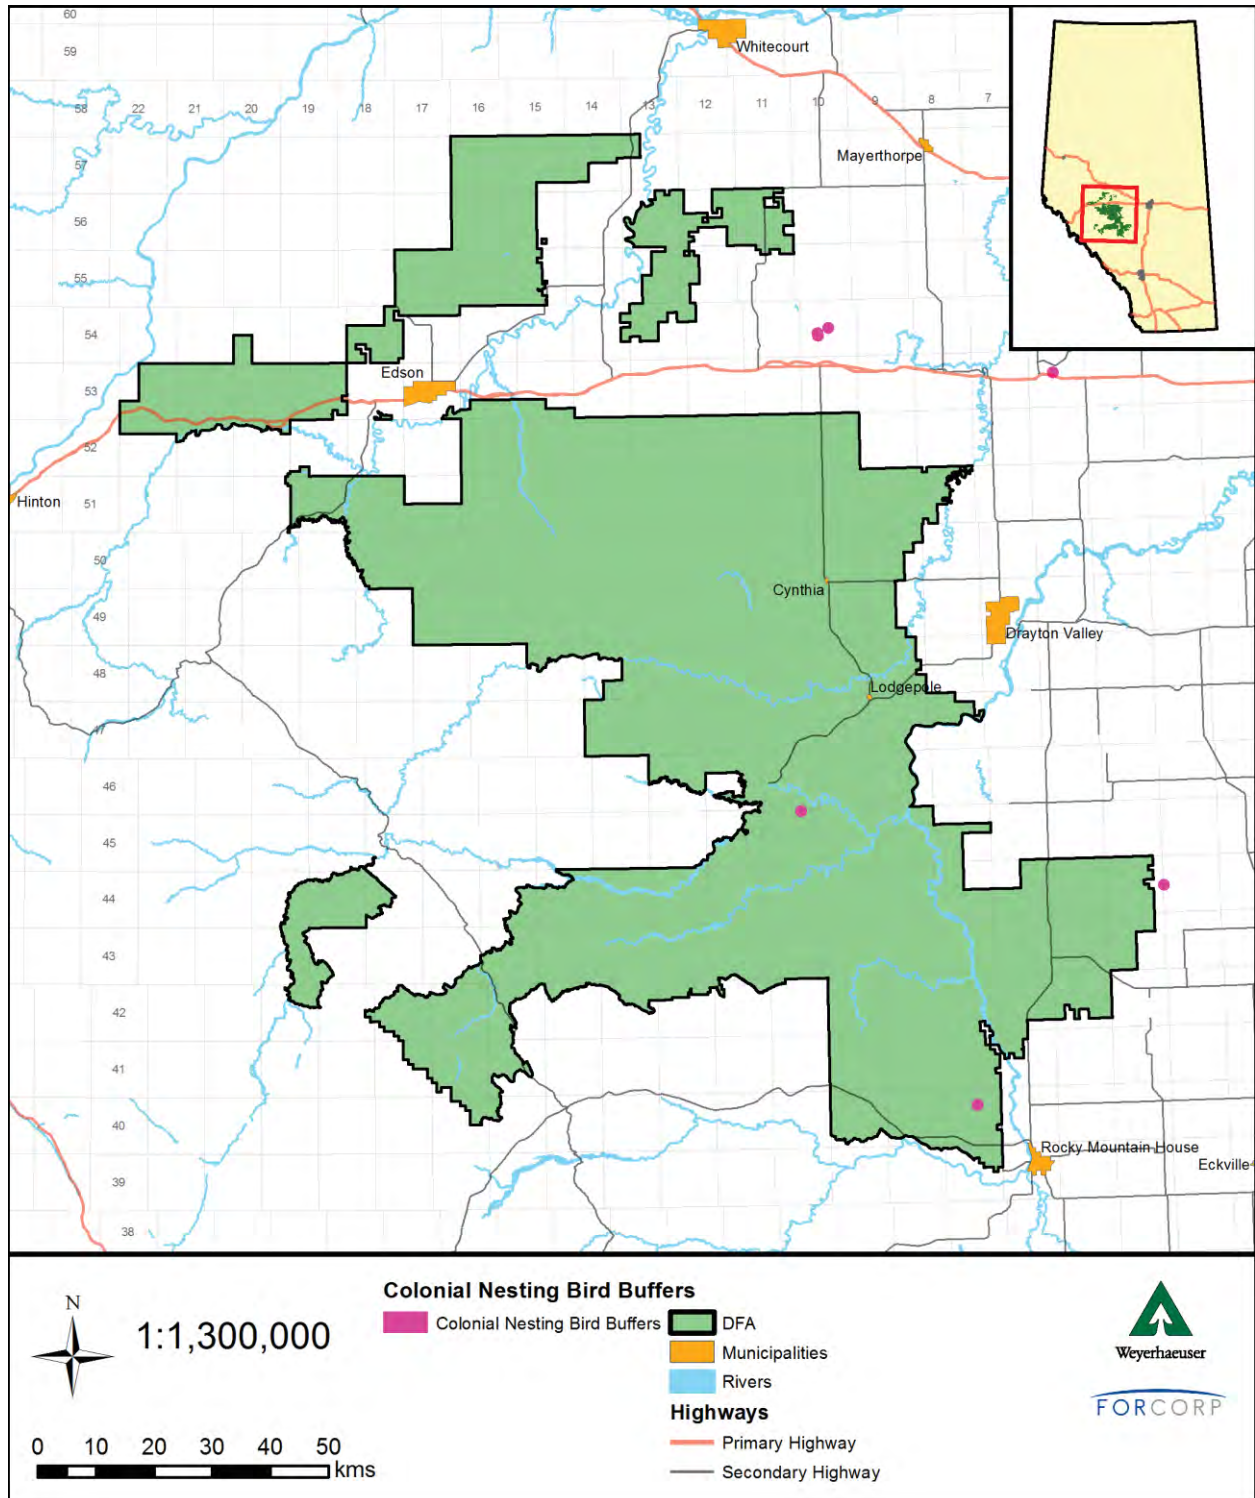 60
59
Whitecourt
58 22 21 20 19 18 17 16 15 14 13 12 11 10 9 8 7
Mayerthorpe
57
56
55
54
Edson
53
52
Hinton
51
50
Cynthia
49
Drayton Valley
48
Lodgepole
47
46
45
44
43
42
41
40
Rocky Mountain House
Eckville
39
38
N
1:1,300,000
0 10 20 30 40 50
kms
Colonial Nesting Bird Buffers
Colonial Nesting Bird Buffers
DFA
Municipalities
Rivers
Highways
Primary Highway
Secondary Highway
Weyerhaeuser
FORCORP